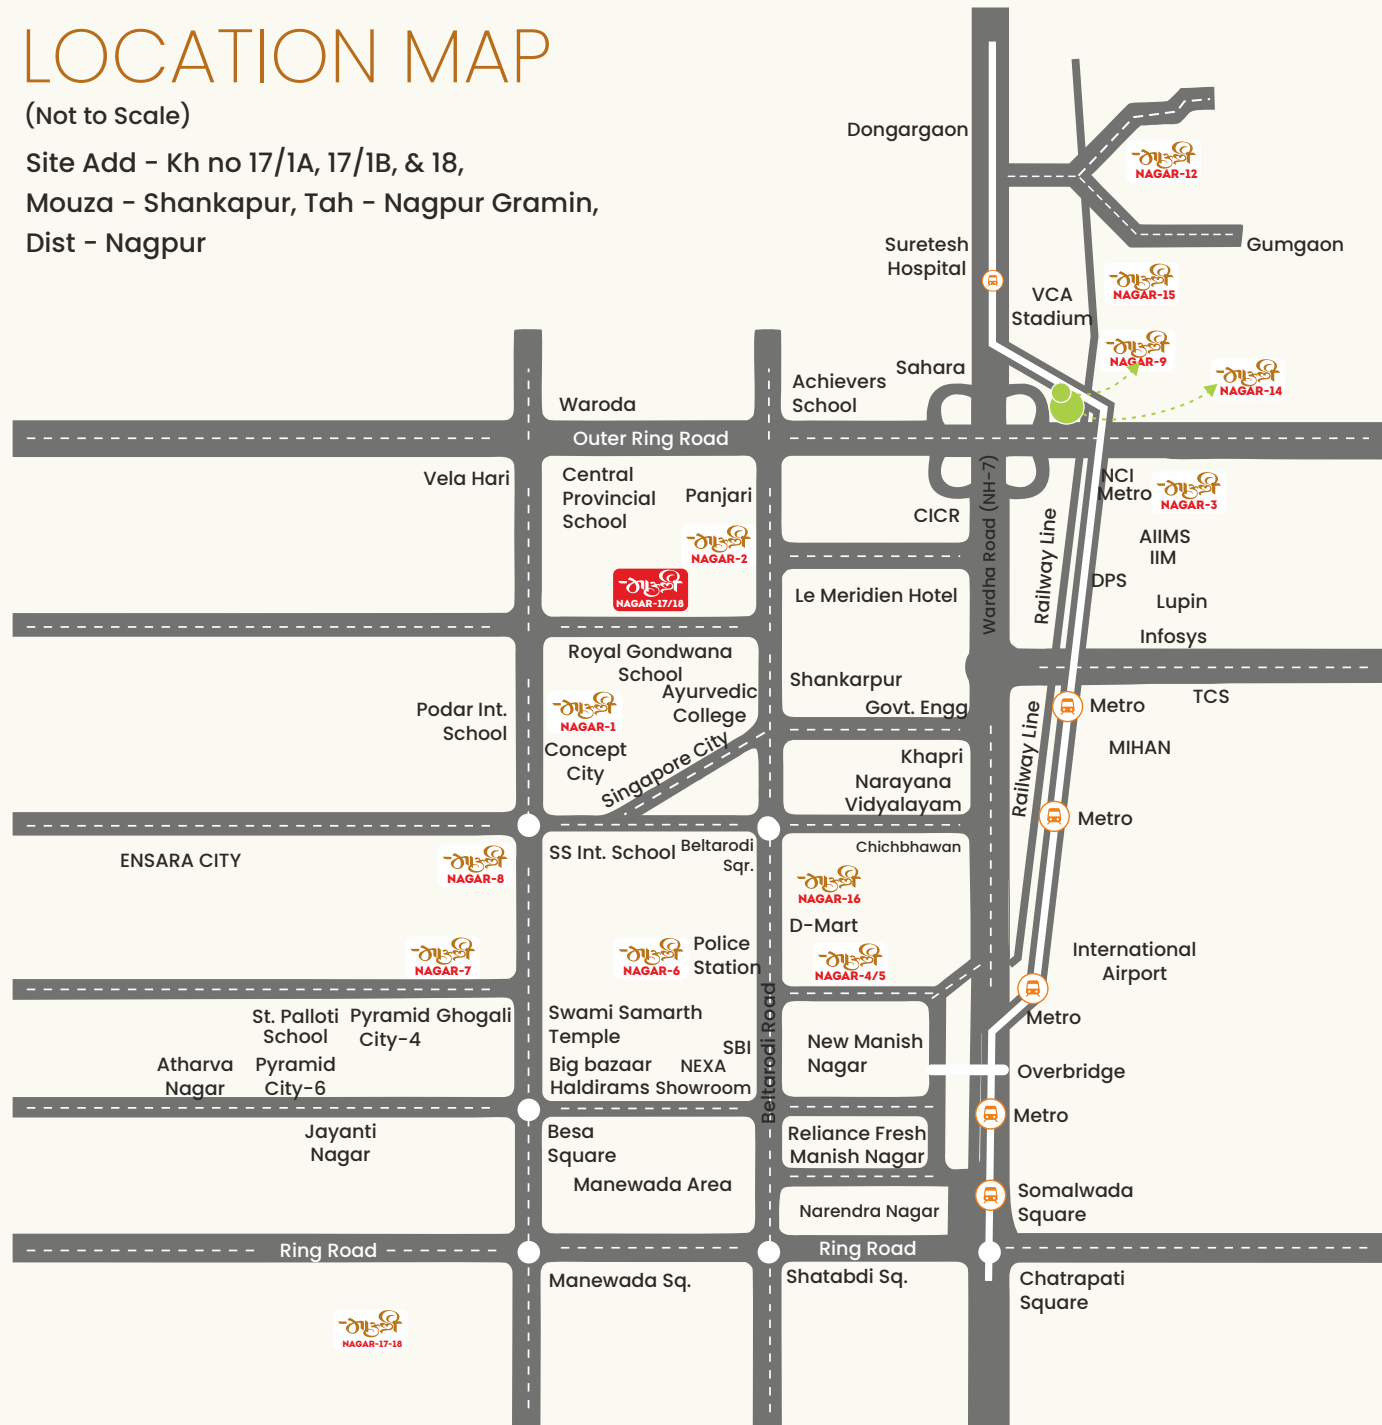 LOCATION MAP
(Not to Scale)
Site Add - Kh no 17/1A, 17/1B, & 18,
Mouza - Shankapur, Tah - Nagpur Gramin,
Dist - Nagpur
Dongargaon
NAGAR-12
Suretesh
Hospital
Gumgaon
VCA
Stadium
NAGAR-15
NAGAR-9
NAGAR-14
Sahara
Achievers
School
Waroda
Outer Ring Road
Vela Hari
Central
Provincial
School
Panjari
NAGAR-2
NAGAR-17/18
CICR
Wardha Road (NH-7)
Railway Line
NCI
Metro
NAGAR-3
AIIMS
IIM
DPS
Lupin
Infosys
Le Meridien Hotel
Royal Gondwana
School
Ayurvedic
College
Shankarpur
Govt. Engg
TCS
Metro
MIHAN
Podar Int.
School
NAGAR-1
Concept
City
Singapore City
Khapri
Narayana
Vidyalayam
Railway Line
Metro
ENSARA CITY
NAGAR-8
SS Int. School
Beltarodi
Sqr.
Chichbhawan
NAGAR-16
D-Mart
NAGAR-7
NAGAR-6
Police
Station
NAGAR-4/5
International
Airport
St. Palloti
School
Pyramid
City-4
Ghogali
Swami Samarth
Temple
Beltarodi Road
Metro
Atharva
Nagar
Pyramid
City-6
Big bazaar
Haldirams
SBI
NEXA
Showroom
New Manish
Nagar
Overbridge
Metro
Jayanti
Nagar
Besa
Square
Reliance Fresh
Manish Nagar
Manewada Area
Narendra Nagar
Somalwada
Square
Ring Road
Ring Road
Manewada Sq.
Shatabdi Sq.
Chatrapati
Square
NAGAR-17-18